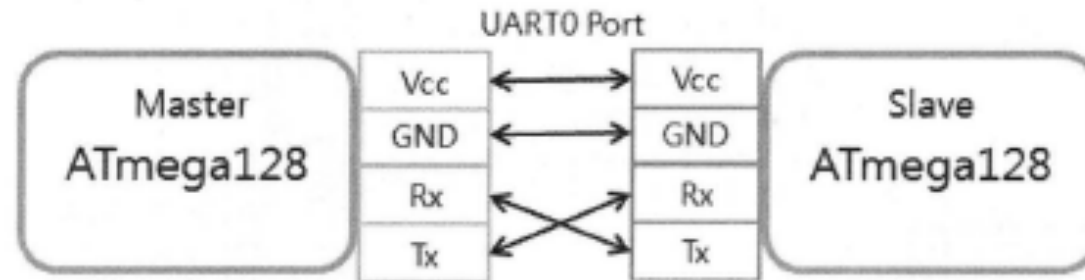 UART0 Port
Master
ATmega128
Vcc
GND
Rx
Tx
Vcc
GND
Rx
Tx
Slave
ATmega128